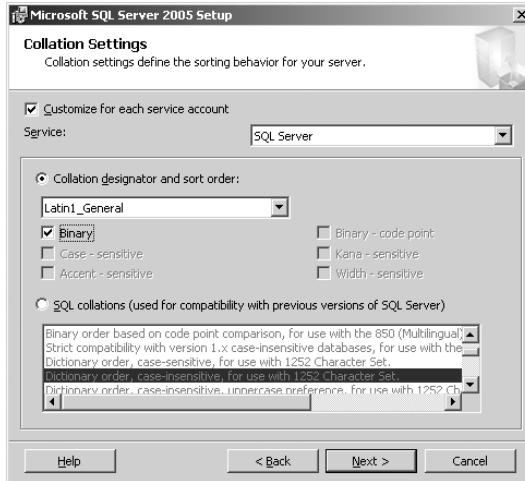 Microsoft SQL Server 2005 Setup
Collation Settings
Collation settings define the sorting behavior for your server.
Customize for each service account
Service:
SQL Server
Collation designator and sort order:
Latin1_General
Binary
Binary - code point
Case - sensitive
Kana - sensitive
Accent - sensitive
Width - sensitive
SQL collations (used for compatibility with previous versions of SQL Server)
Binary order based on code point comparison, for use with the 850 (Multilingual)
Strict compatibility with version 1.x case-insensitive databases, for use with the
Dictionary order, case-sensitive, for use with 1252 Character Set.
Dictionary order, case-insensitive, for use with 1252 Character Set.
Dictionary order, case-insensitive, uppercase preference, for use with 1252 Ch
Help
< Back
Next >
Cancel